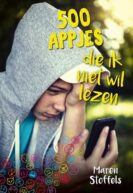 500
APPJES
die ik
niet wil
lezen
Maren
Stoffels